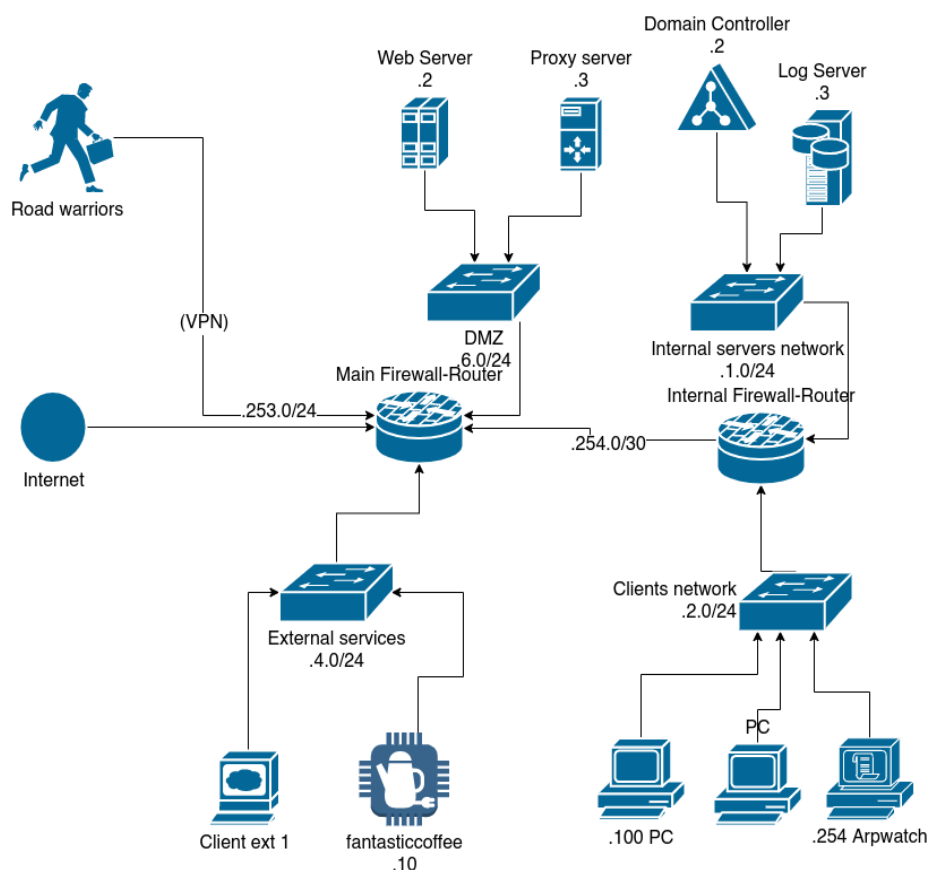 Domain Controller
.2
Web Server
.2
Proxy server
.3
Log Server
.3
Road warriors
(VPN)
DMZ
.6.0/24
Main Firewall-Router
Internal servers network
.1.0/24
Internal Firewall-Router
.253.0/24
.254.0/30
Internet
Clients network
.2.0/24
External services
.4.0/24
PC
Client ext 1
fantasticcoffee
.10
.100 PC
.254 Arpwatch